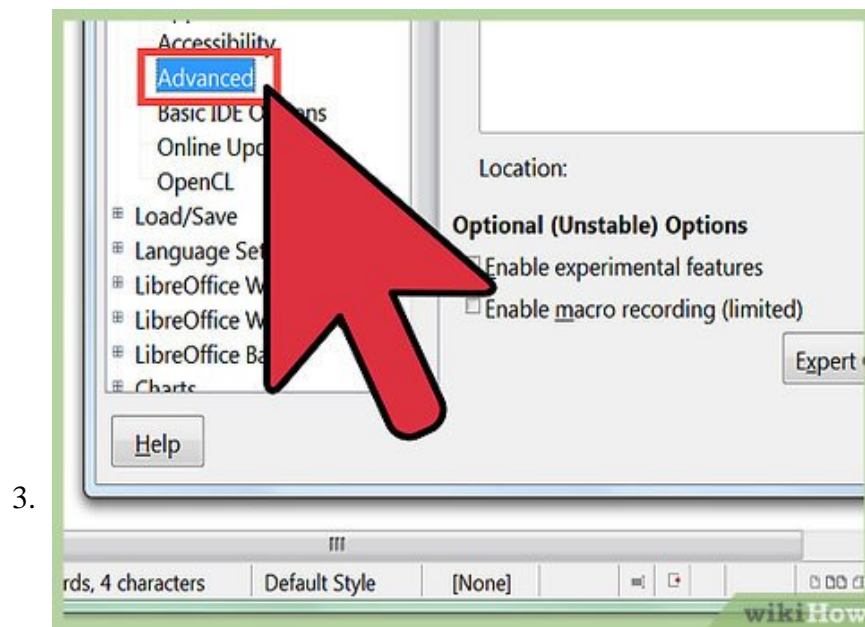 Accessibility
Advanced
Basic IDE
Online
OpenCL
Load/Save
Language
LibreOffice
LibreOffice
LibreOffice
Charts
Location:
Optional (Unstable) Options
Enable experimental features
Enable macro recording (limited)
Expert
Help
3.
4 characters
Default Style
[None]
wikiHow